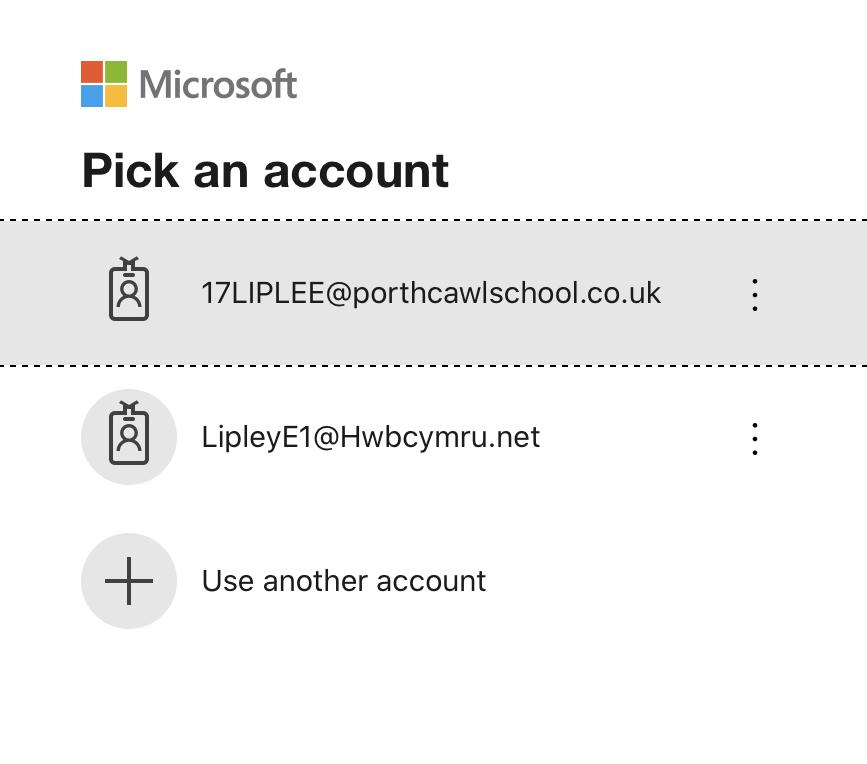 Microsoft
Pick an account
17LIPLEE@porthcawlschool.co.uk
LipleyE1@Hwbcymru.net
Use another account